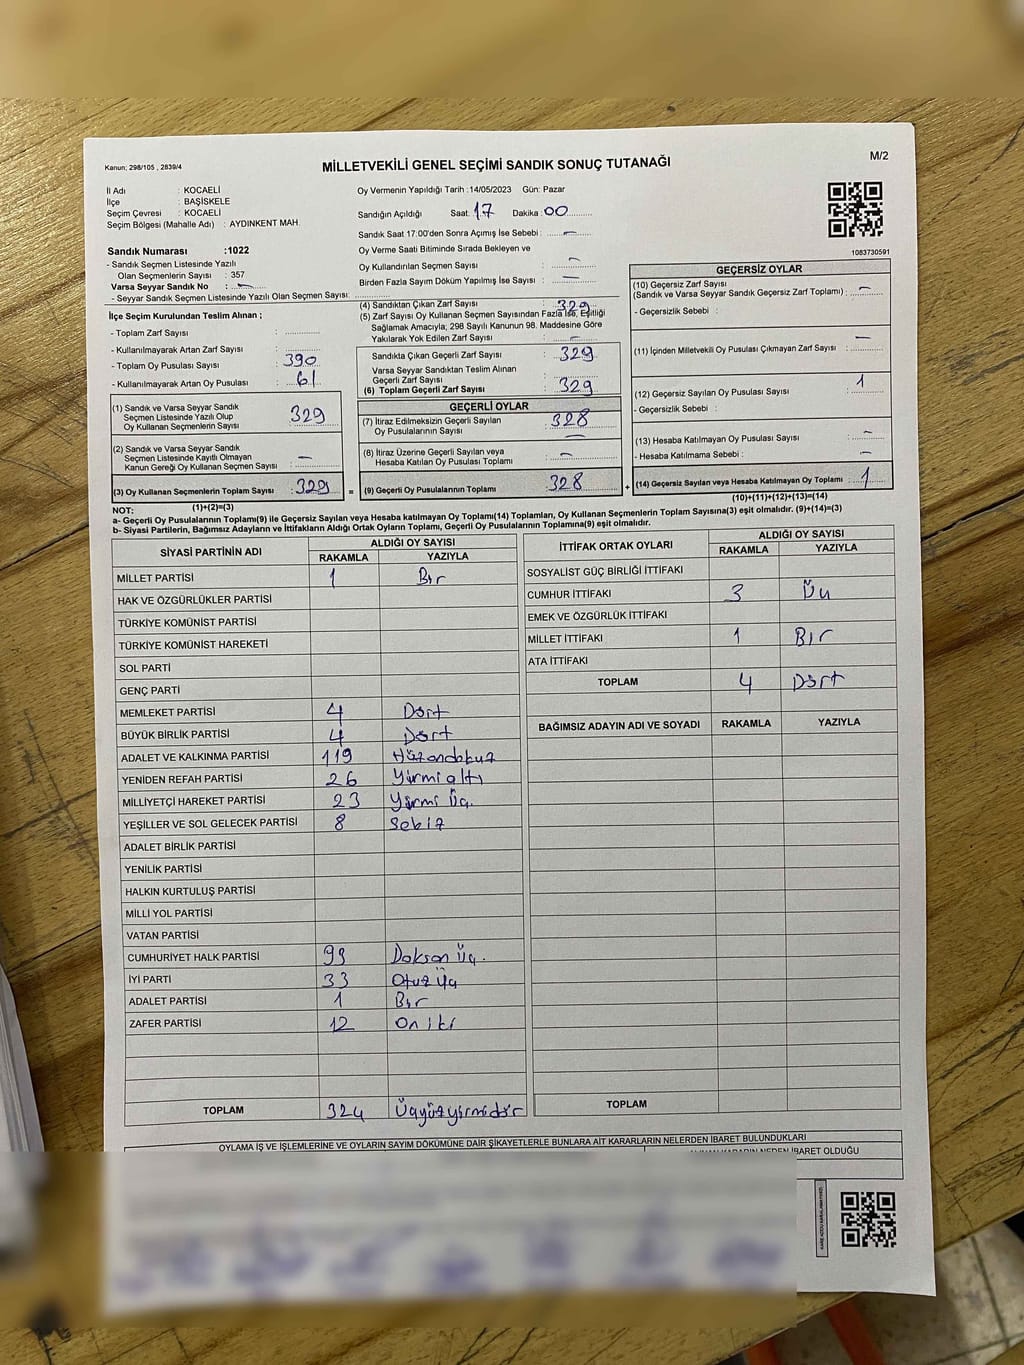 Kanun: 298/105 , 2839/4
MİLLETVEKİLİ GENEL SEÇİMİ SANDIK SONUÇ TUTANAĞI
M/2
İl Adı : KOCAELİ
İlçe : BAŞİSKELE
Seçim Çevresi : KOCAELİ
Seçim Bölgesi (Mahalle Adı) : AYDINKENT MAH.
Oy Vermenin Yapıldığı Tarih :14/05/2023 Gün: Pazar
Sandığın Açıldığı Saat. 17 Dakika :00
Sandık Saat 17:00'den Sonra Açımış İse Sebebi : —
Oy Verme Saati Bitiminde Sırada Bekleyen ve
Oy Kullandırılan Seçmen Sayısı : —
Birden Fazla Sayım Döküm Yapılmış İse Sayısı : —
1083730591
Sandık Numarası :1022
- Sandık Seçmen Listesinde Yazılı
Olan Seçmenlerin Sayısı : 357
Varsa Seyyar Sandık No : —
- Seyyar Sandık Seçmen Listesinde Yazılı Olan Seçmen Sayısı:
İlçe Seçim Kurulundan Teslim Alınan ;
- Toplam Zarf Sayısı :
- Kullanılmayarak Artan Zarf Sayısı :
- Toplam Oy Pusulası Sayısı : 390
- Kullanılmayarak Artan Oy Pusulası : 61
(1) Sandık ve Varsa Seyyar Sandık
Seçmen Listesinde Yazılı Olup
Oy Kullanan Seçmenlerin Sayısı : 329
(2) Sandık ve Varsa Seyyar Sandık
Seçmen Listesinde Kayıtlı Olmayan
Kanun Gereği Oy Kullanan Seçmen Sayısı : —
(3) Oy Kullanan Seçmenlerin Toplam Sayısı : 329 =
(4) Sandıktan Çıkan Zarf Sayısı : 329
(5) Zarf Sayısı Oy Kullanan Seçmen Sayısından Fazla İse, Eşitliği
Sağlamak Amacıyla; 298 Sayılı Kanunun 98. Maddesine Göre
Yakılarak Yok Edilen Zarf Sayısı : —
Sandıkta Çıkan Geçerli Zarf Sayısı : 329
Varsa Seyyar Sandıktan Teslim Alınan
Geçerli Zarf Sayısı : —
(6) Toplam Geçerli Zarf Sayısı : 329
GEÇERLİ OYLAR
(7) İtiraz Edilmeksizin Geçerli Sayılan
Oy Pusulalarının Sayısı : 328
(8) İtiraz Üzerine Geçerli Sayılan veya
Hesaba Katılan Oy Pusulası Toplamı : —
(9) Geçerli Oy Pusulalarının Toplamı : 328 +
GEÇERSİZ OYLAR
(10) Geçersiz Zarf Sayısı
(Sandık ve Varsa Seyyar Sandık Geçersiz Zarf Toplamı) : —
- Geçersizlik Sebebi :
(11) İçinden Milletvekili Oy Pusulası Çıkmayan Zarf Sayısı : —
(12) Geçersiz Sayılan Oy Pusulası Sayısı : 1
- Geçersizlik Sebebi :
(13) Hesaba Katılmayan Oy Pusulası Sayısı : —
- Hesaba Katılmama Sebebi : —
(14) Geçersiz Sayılan veya Hesaba Katılmayan Oy Toplamı : 1
NOT: (1)+(2)=(3) (10)+(11)+(12)+(13)=(14)
a- Geçerli Oy Pusulalarının Toplamı(9) ile Geçersiz Sayılan veya Hesaba katılmayan Oy Toplamı(14) Toplamları, Oy Kullanan Seçmenlerin Toplam Sayısına(3) eşit olmalıdır. (9)+(14)=(3)
b- Siyasi Partilerin, Bağımsız Adayların ve İttifakların Aldığı Ortak Oyların Toplamı, Geçerli Oy Pusulalarının Toplamına(9) eşit olmalıdır.
SİYASİ PARTİNİN ADI ALDIĞI OY SAYISI
RAKAMLA YAZIYLA
MİLLET PARTİSİ 1 Bir
HAK VE ÖZGÜRLÜKLER PARTİSİ
TÜRKİYE KOMÜNİST PARTİSİ
TÜRKİYE KOMÜNİST HAREKETİ
SOL PARTİ
GENÇ PARTİ
MEMLEKET PARTİSİ 4 Dört
BÜYÜK BİRLİK PARTİSİ 4 Dört
ADALET VE KALKINMA PARTİSİ 119
YENİDEN REFAH PARTİSİ 26 Yirmialtı
MİLLİYETÇİ HAREKET PARTİSİ 23 Yirmi Üç
YEŞİLLER VE SOL GELECEK PARTİSİ 8 Sekiz
ADALET BİRLİK PARTİSİ
YENİLİK PARTİSİ
HALKIN KURTULUŞ PARTİSİ
MİLLİ YOL PARTİSİ
VATAN PARTİSİ
CUMHURİYET HALK PARTİSİ 93 Doksan Üç.
İYİ PARTİ 33 Otuz Üç
ADALET PARTİSİ 1 Bir
ZAFER PARTİSİ 12 On iki
TOPLAM 324 Üçyüzyirmidör
İTTİFAK ORTAK OYLARI ALDIĞI OY SAYISI
RAKAMLA YAZIYLA
SOSYALİST GÜÇ BİRLİĞİ İTTİFAKI
CUMHUR İTTİFAKI 3 Üç
EMEK VE ÖZGÜRLÜK İTTİFAKI
MİLLET İTTİFAKI 1 Bir
ATA İTTİFAKI
TOPLAM 4 Dört
BAĞIMSIZ ADAYIN ADI VE SOYADI RAKAMLA YAZIYLA
TOPLAM
OYLAMA İŞ VE İŞLEMLERİNE VE OYLARIN SAYIM DÖKÜMÜNE DAİR ŞİKAYETLERLE BUNLARA AİT KARARLARIN NELERDEN İBARET BULUNDUKLARI
NEDEN İBARET OLDUĞU